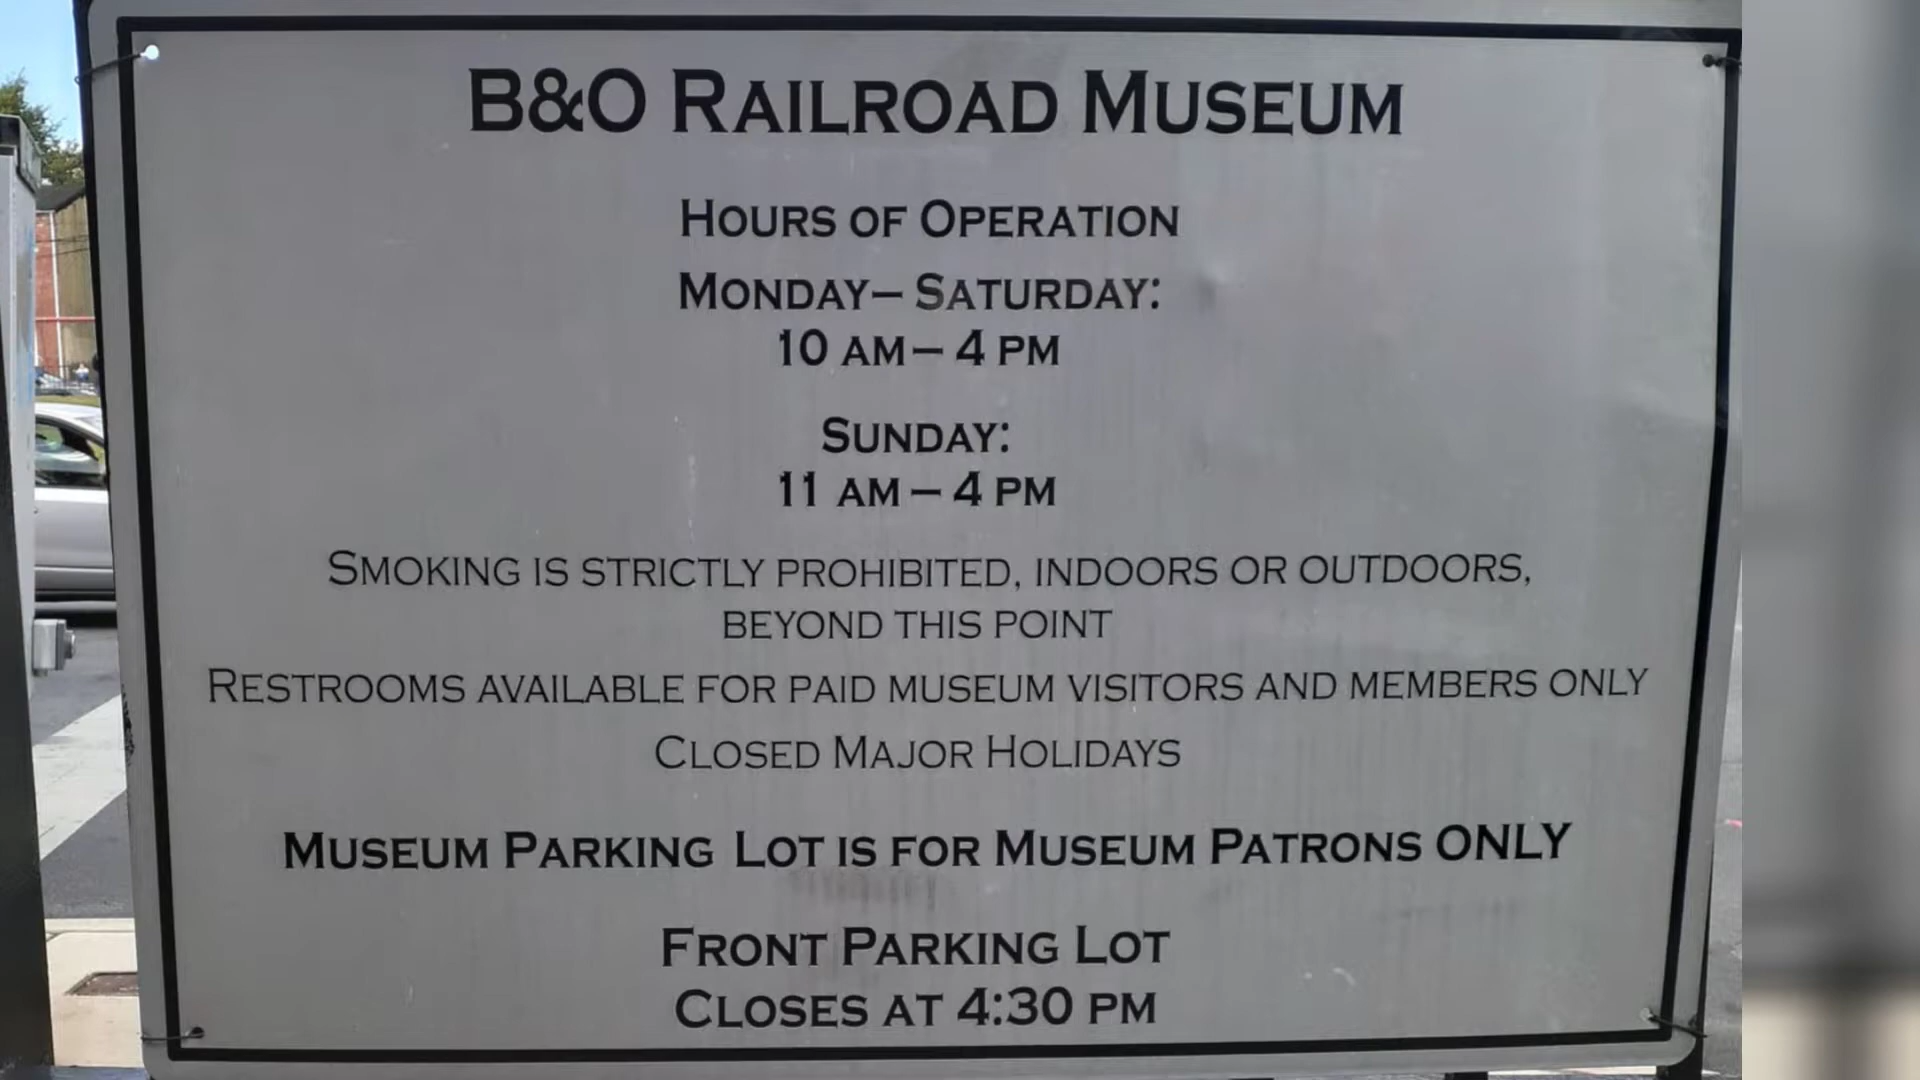 B&O RAILROAD MUSEUM
HOURS OF OPERATION
MONDAY– SATURDAY:
10 AM – 4 PM
SUNDAY:
11 AM – 4 PM
SMOKING IS STRICTLY PROHIBITED, INDOORS OR OUTDOORS,
BEYOND THIS POINT
RESTROOMS AVAILABLE FOR PAID MUSEUM VISITORS AND MEMBERS ONLY
CLOSED MAJOR HOLIDAYS
MUSEUM PARKING LOT IS FOR MUSEUM PATRONS ONLY
FRONT PARKING LOT
CLOSES AT 4:30 PM